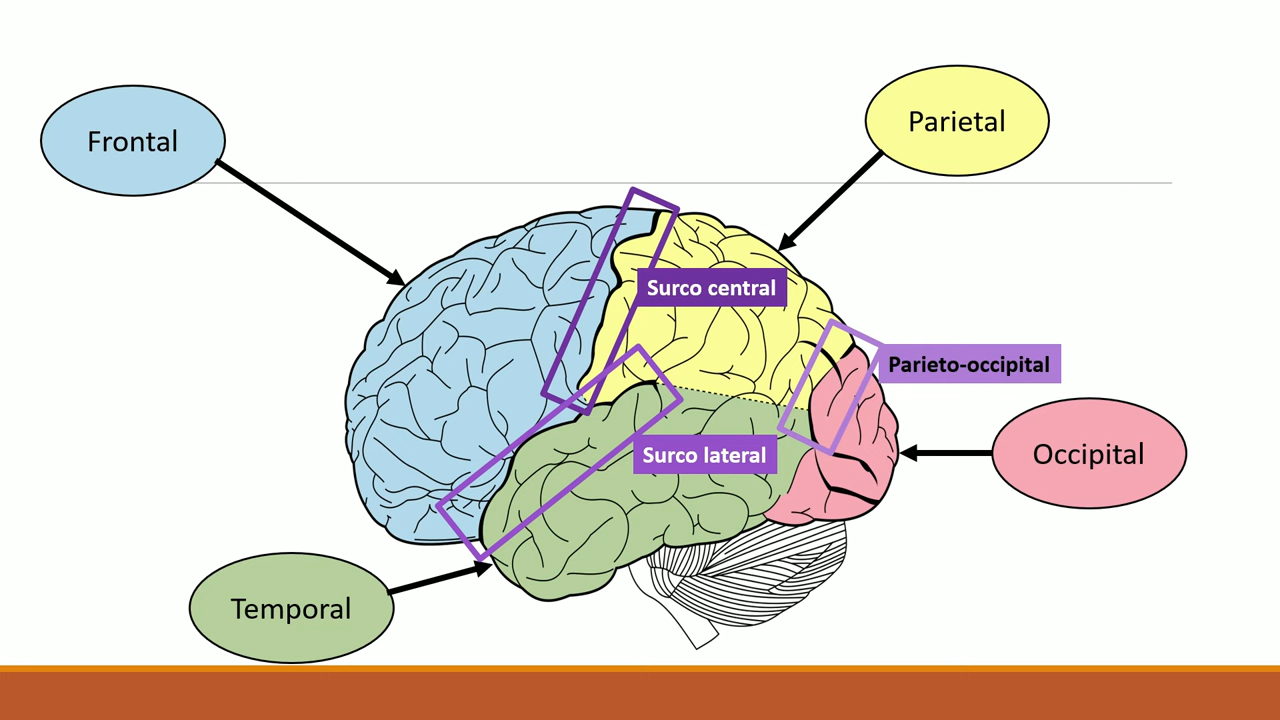 Frontal
Parietal
Surco central
Parieto-occipital
Surco lateral
Occipital
Temporal